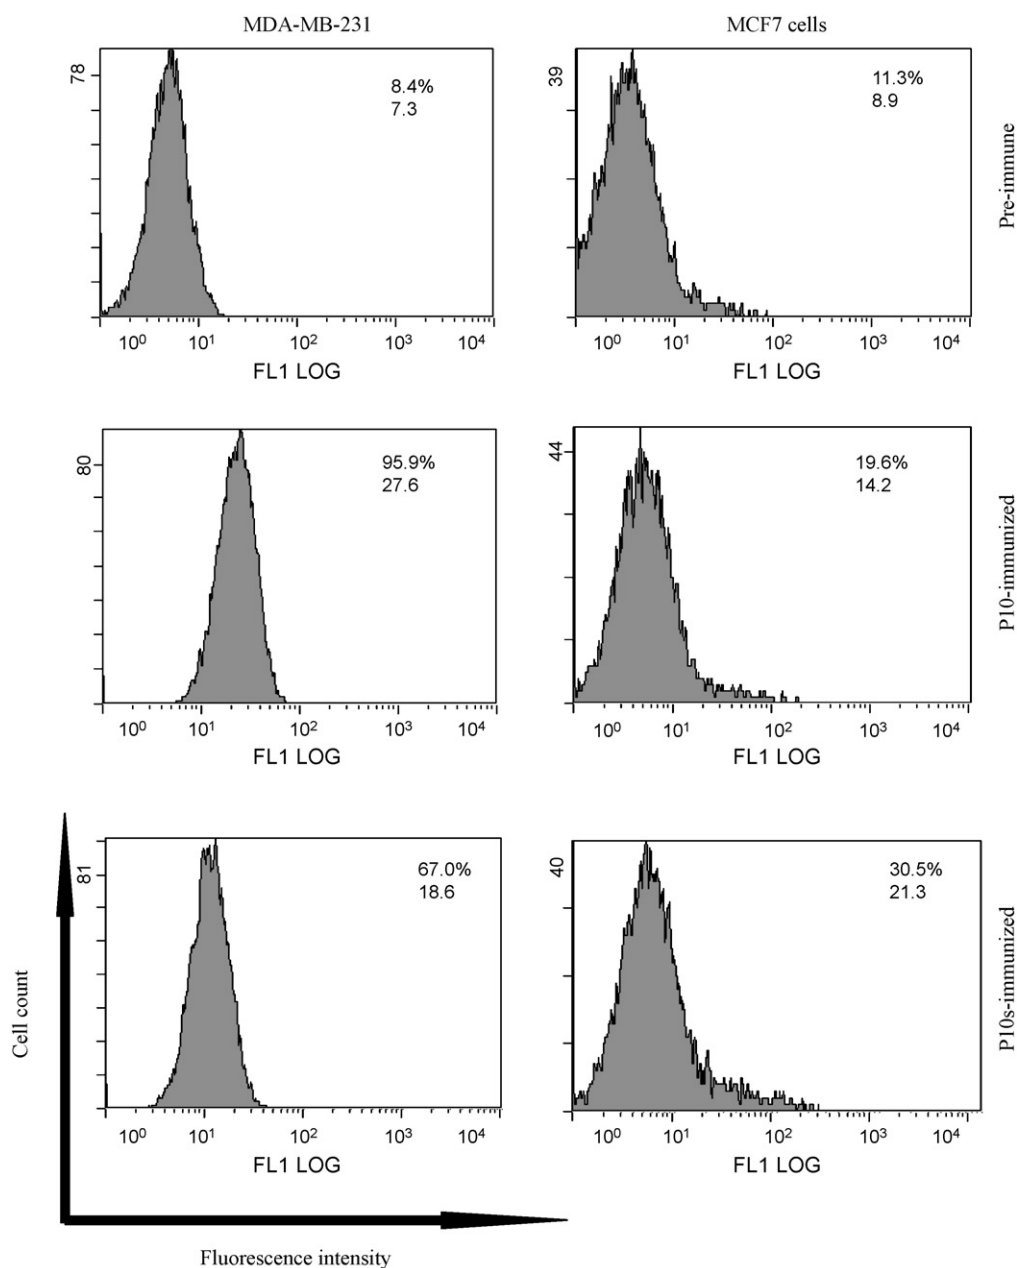 MDA-MB-231
MCF7 cells
78
8.4%
7.3
10⁰ 10¹ 10² 10³ 10⁴
FL1 LOG
39
11.3%
8.9
10⁰ 10¹ 10² 10³ 10⁴
FL1 LOG
Pre-immune
80
95.9%
27.6
10⁰ 10¹ 10² 10³ 10⁴
FL1 LOG
44
19.6%
14.2
10⁰ 10¹ 10² 10³ 10⁴
FL1 LOG
P10-immunized
81
67.0%
18.6
10⁰ 10¹ 10² 10³ 10⁴
FL1 LOG
40
30.5%
21.3
10⁰ 10¹ 10² 10³ 10⁴
FL1 LOG
P10s-immunized
Cell count
Fluorescence intensity